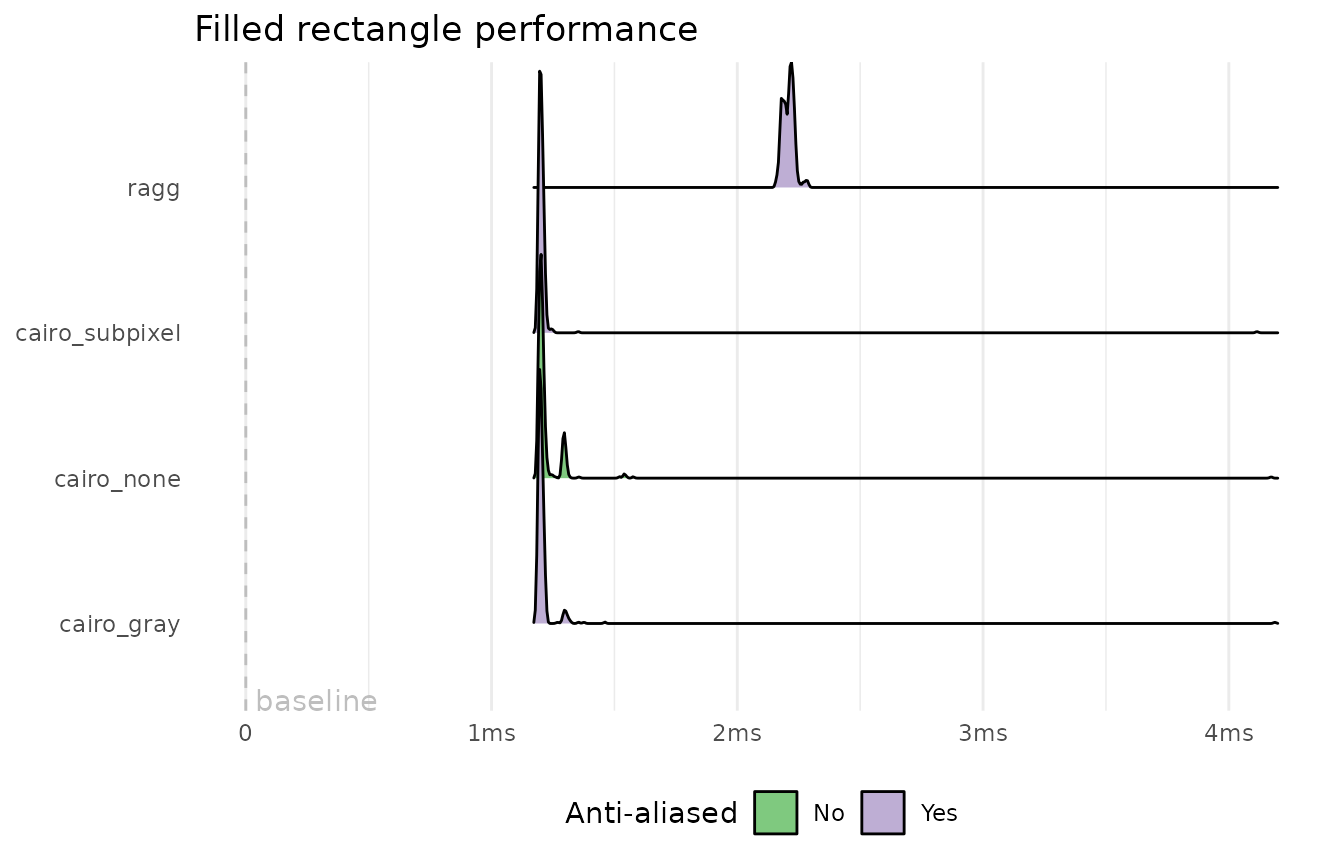 Filled rectangle performance
ragg
cairo_subpixel
cairo_none
cairo_gray
baseline
0 1ms 2ms 3ms 4ms
Anti-aliased No Yes